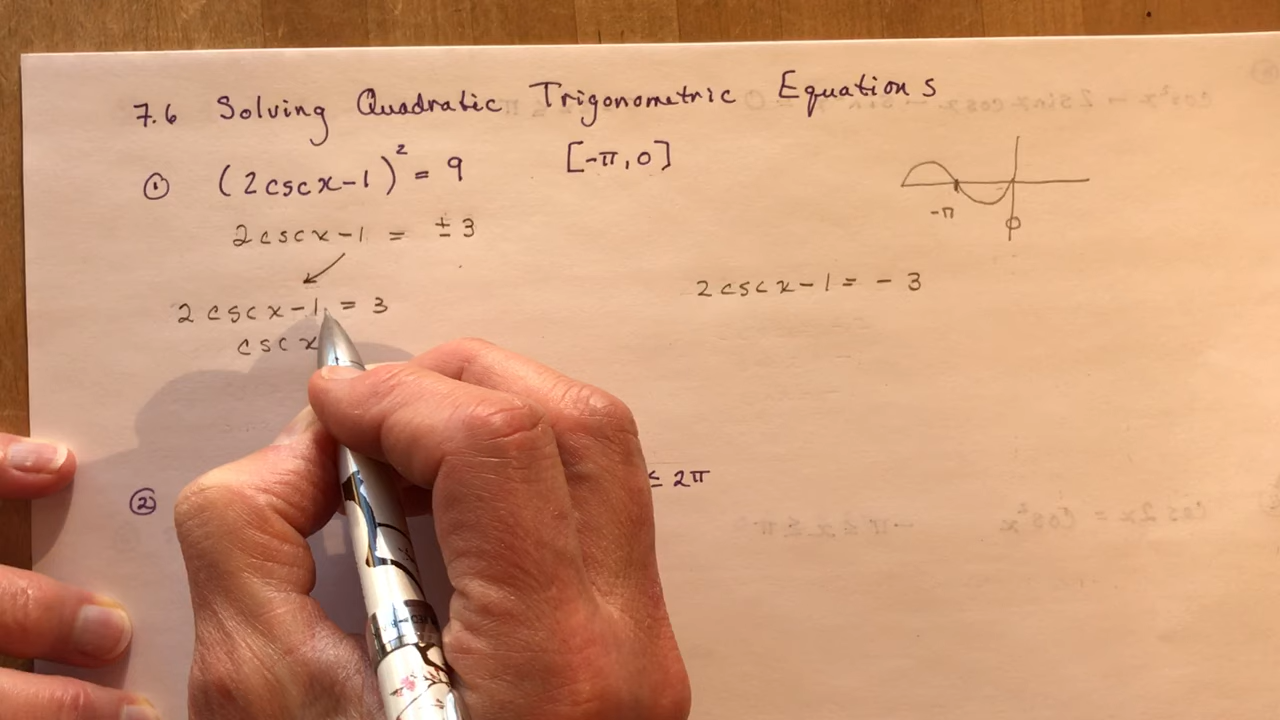 7.6 Solving Quadratic Trigonometric Equations
① (2cscx-1)² = 9 [-π,0]
2cscx-1 = ±3
-π 0
2cscx-1 = 3
2cscx-1 = -3
cscx
② ≤ 2π